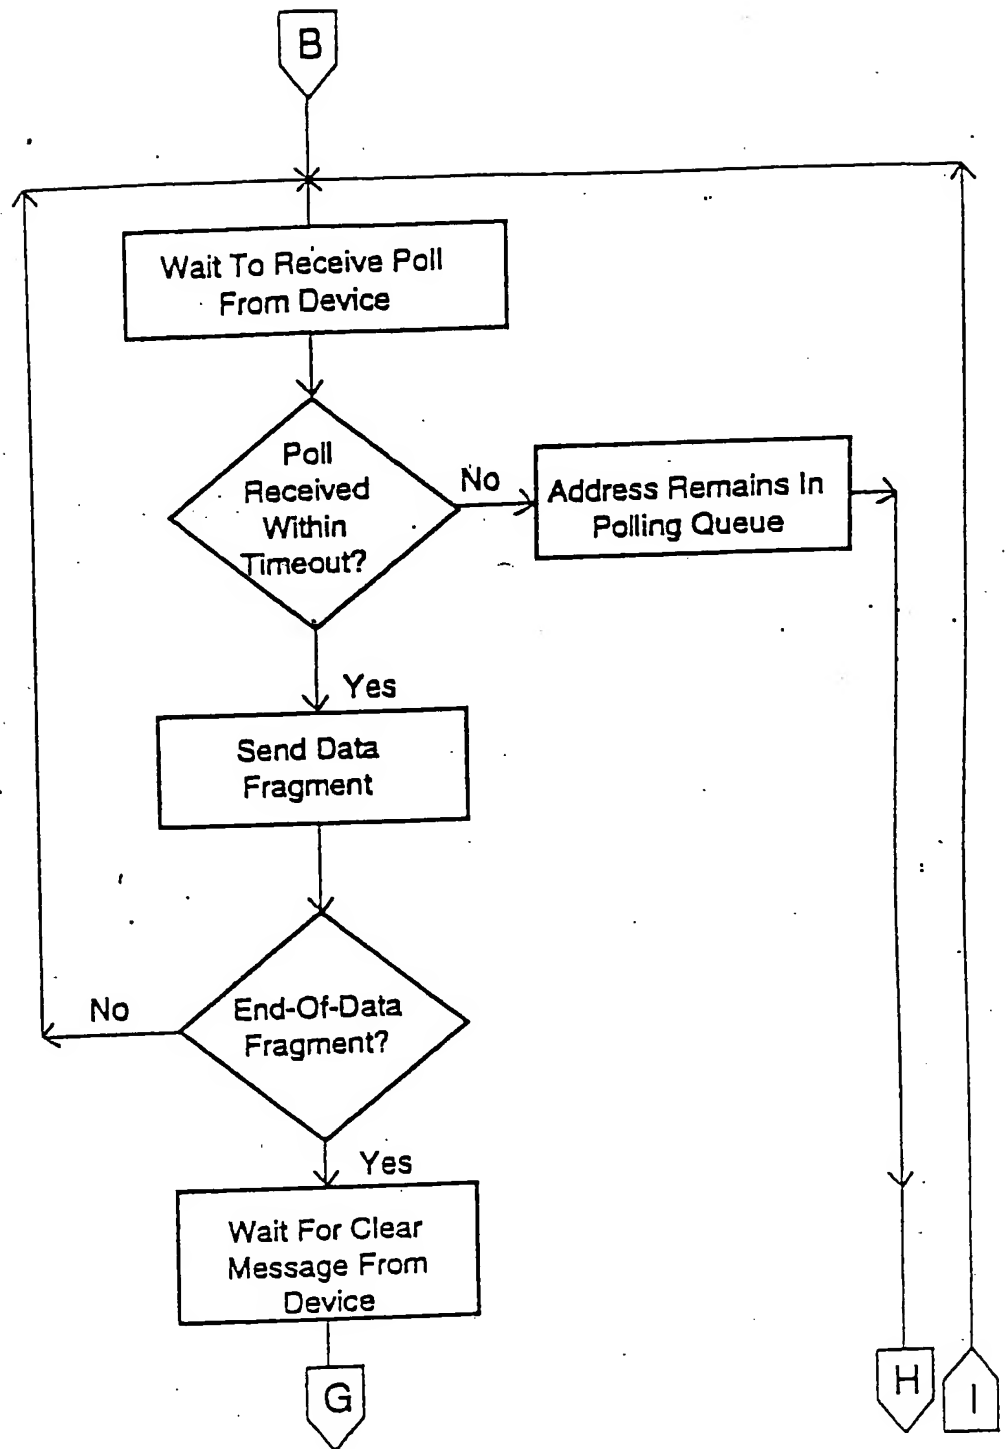 B
Wait To Receive Poll
From Device
Poll
Received
Within
Timeout?
No
Address Remains In
Polling Queue
Yes
Send Data
Fragment
No
End-Of-Data
Fragment?
Yes
Wait For Clear
Message From
Device
G
H
I